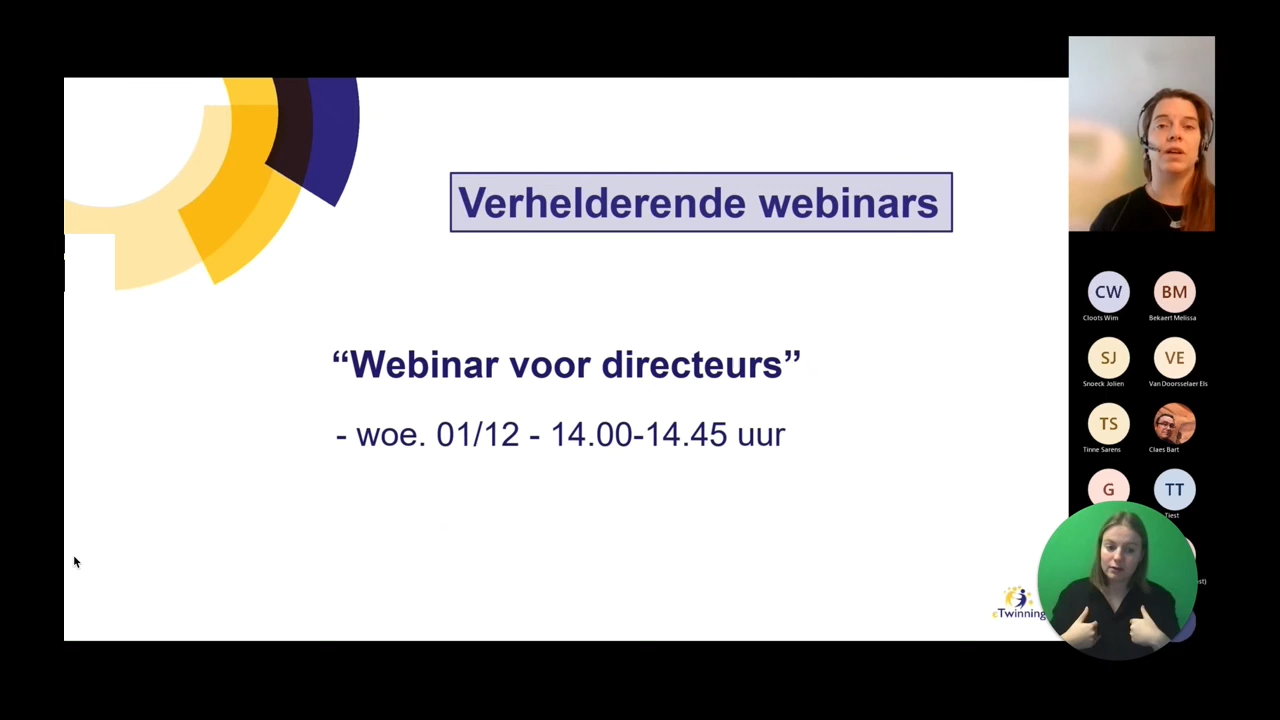 Verhelderende webinars
“Webinar voor directeurs”
- woe. 01/12 - 14.00-14.45 uur
eTwinning
CW
BM
Cloots Wim
Bekaert Melissa
SJ
VE
Snoeck Jolien
Van Doorsselaer Els
TS
Tinne Sarens
Claes Bart
G
TT
Tiest